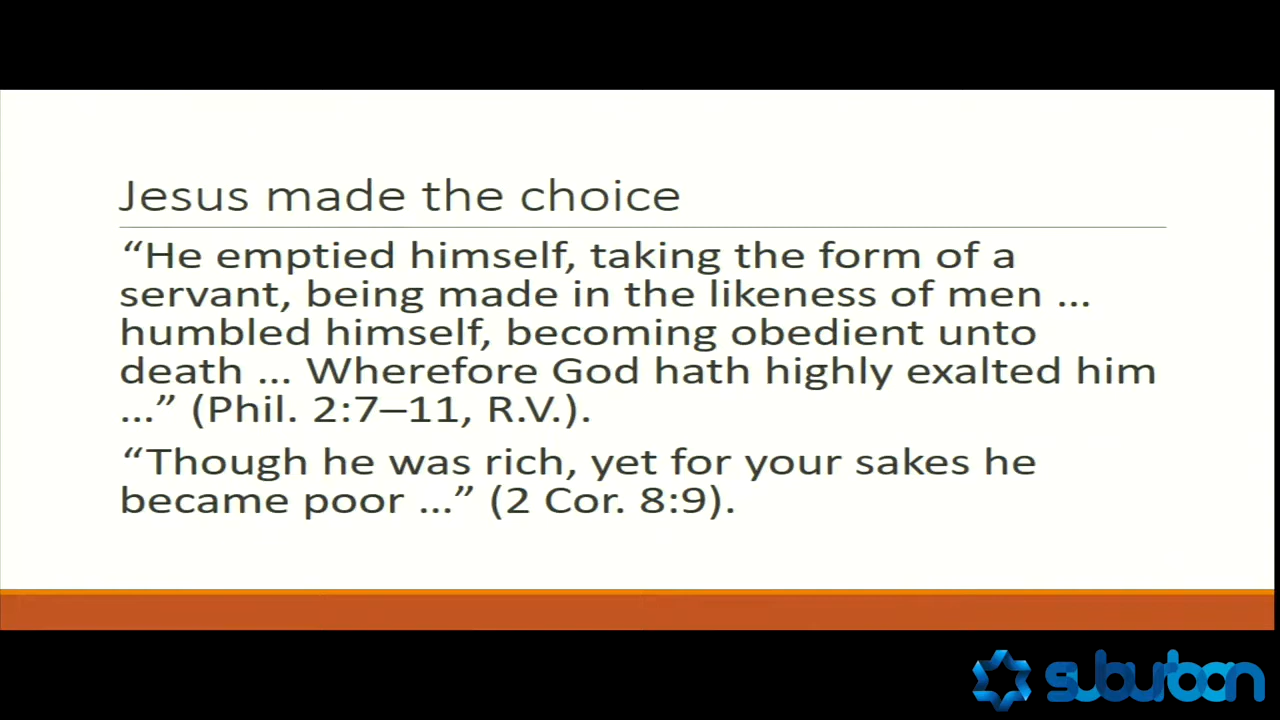 Jesus made the choice
“He emptied himself, taking the form of a
servant, being made in the likeness of men ...
humbled himself, becoming obedient unto
death ... Wherefore God hath highly exalted him
...” (Phil. 2:7–11, R.V.).
“Though he was rich, yet for your sakes he
became poor ...” (2 Cor. 8:9).
suburban